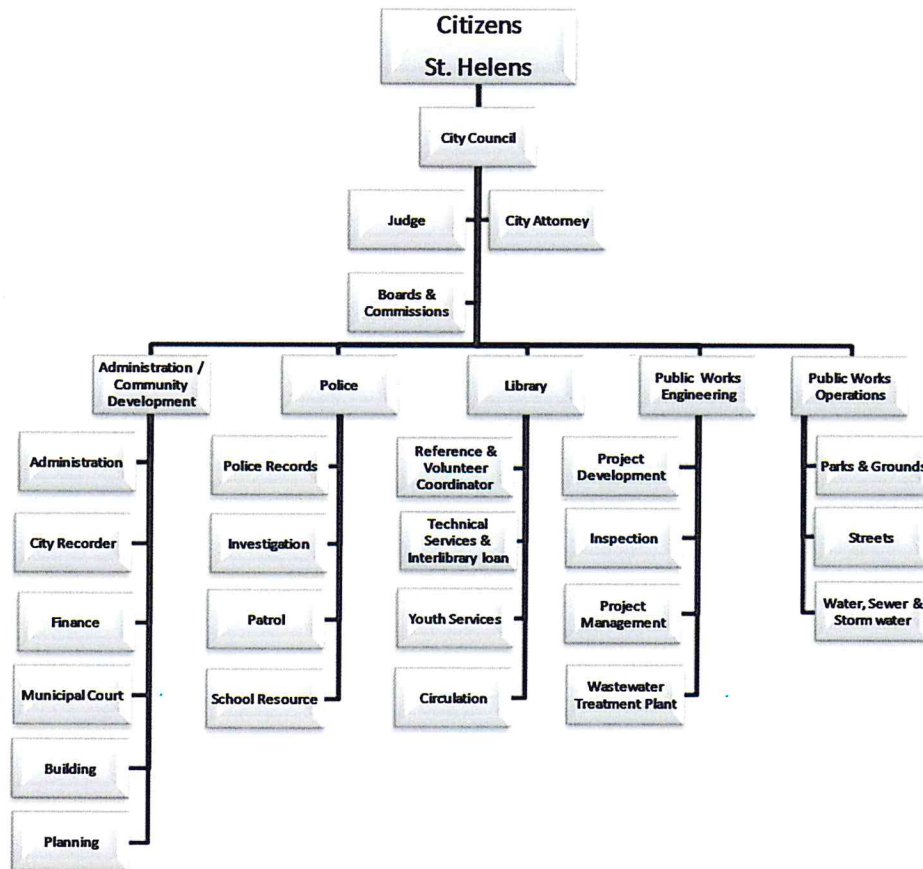 Citizens
St. Helens
City Council
Judge
City Attorney
Boards &
Commissions
Administration /
Community
Development
Police
Library
Public Works
Engineering
Public Works
Operations
Administration
City Recorder
Finance
Municipal Court
Building
Planning
Police Records
Investigation
Patrol
School Resource
Reference &
Volunteer
Coordinator
Technical
Services &
Interlibrary loan
Youth Services
Circulation
Project
Development
Inspection
Project
Management
Wastewater
Treatment Plant
Parks & Grounds
Streets
Water, Sewer &
Storm water